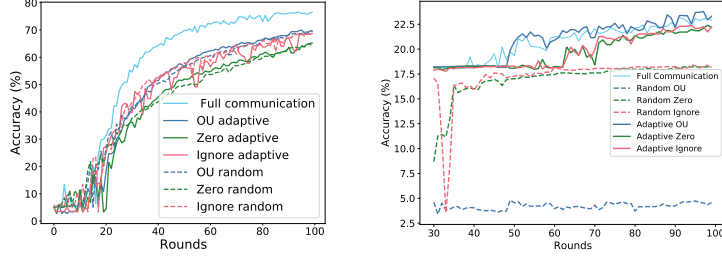 80
70
60
50
40
30
20
10
0
Accuracy (%)
0 20 40 60 80 100
Rounds
Full communication
OU adaptive
Zero adaptive
Ignore adaptive
OU random
Zero random
Ignore random
22.5
20.0
17.5
15.0
12.5
10.0
7.5
5.0
2.5
Accuracy (%)
30 40 50 60 70 80 90 100
Rounds
Full Communication
Random OU
Random Zero
Random Ignore
Adaptive OU
Adaptive Zero
Adaptive Ignore